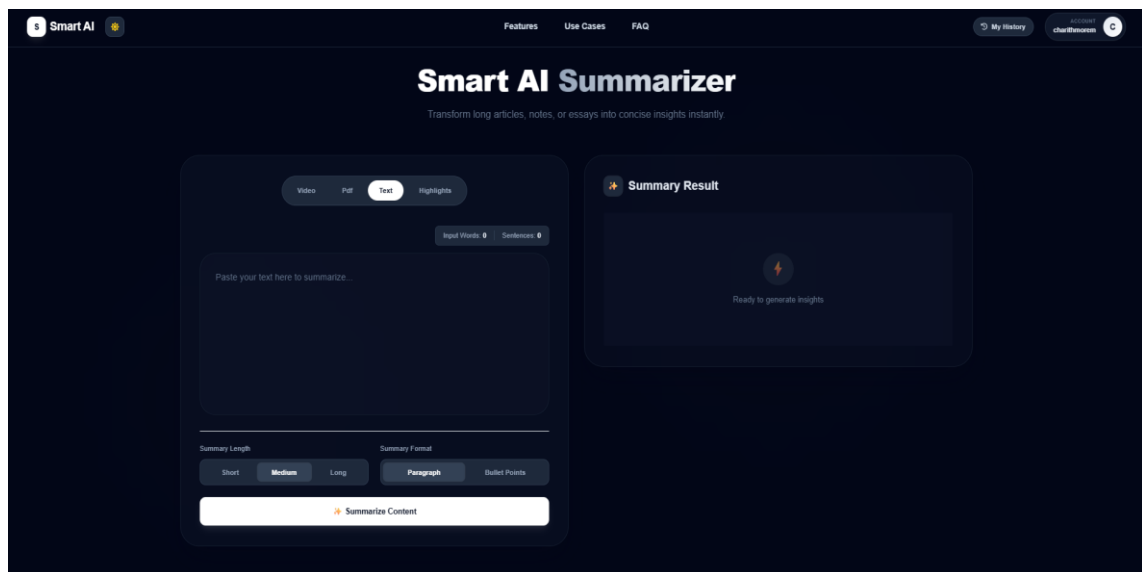 S Smart AI
Features Use Cases FAQ
My History
ACCOUNT
charithmorem C
Smart AI Summarizer
Transform long articles, notes, or essays into concise insights instantly.
Video Pdf Text Highlights
Input Words: 0 Sentences: 0
Paste your text here to summarize...
Summary Length
Short Medium Long
Summary Format
Paragraph Bullet Points
Summarize Content
Summary Result
Ready to generate insights